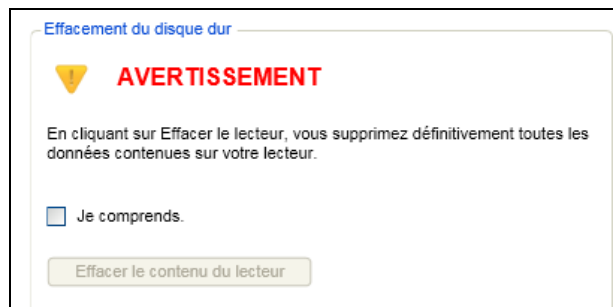 Effacement du disque dur
AVERTISSEMENT
En cliquant sur Effacer le lecteur, vous supprimez définitivement toutes les
données contenues sur votre lecteur.
Je comprends.
Effacer le contenu du lecteur